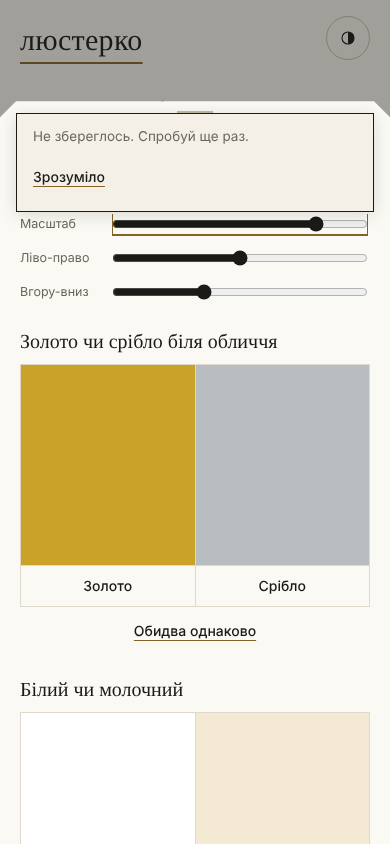 люстерко
Не збереглось. Спробуй ще раз.
Зрозуміло
Масштаб
Ліво-право
Вгору-вниз
Золото чи срібло біля обличчя
Золото
Срібло
Обидва однаково
Білий чи молочний